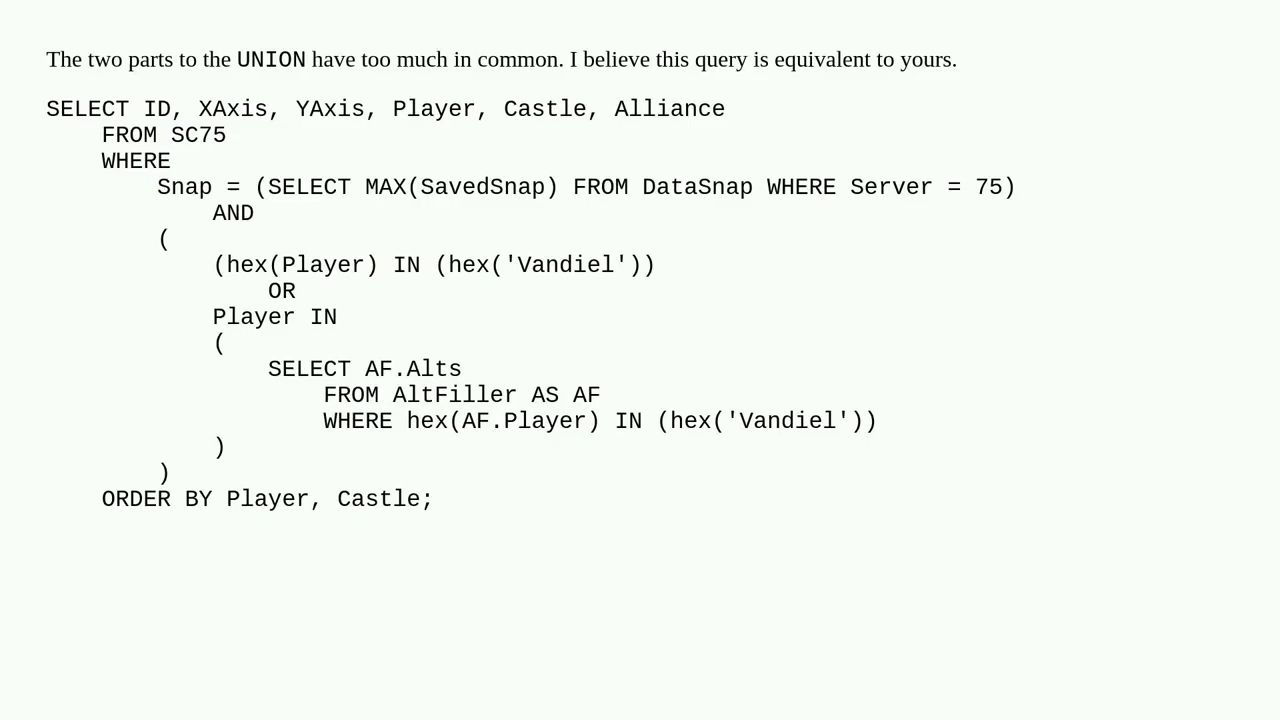 The two parts to the UNION have too much in common. I believe this query is equivalent to yours.
SELECT ID, XAxis, YAxis, Player, Castle, Alliance
    FROM SC75
    WHERE
        Snap = (SELECT MAX(SavedSnap) FROM DataSnap WHERE Server = 75)
            AND
        (
            (hex(Player) IN (hex('Vandiel'))
                OR
            Player IN
            (
                SELECT AF.Alts
                    FROM AltFiller AS AF
                    WHERE hex(AF.Player) IN (hex('Vandiel'))
            )
        )
    ORDER BY Player, Castle;